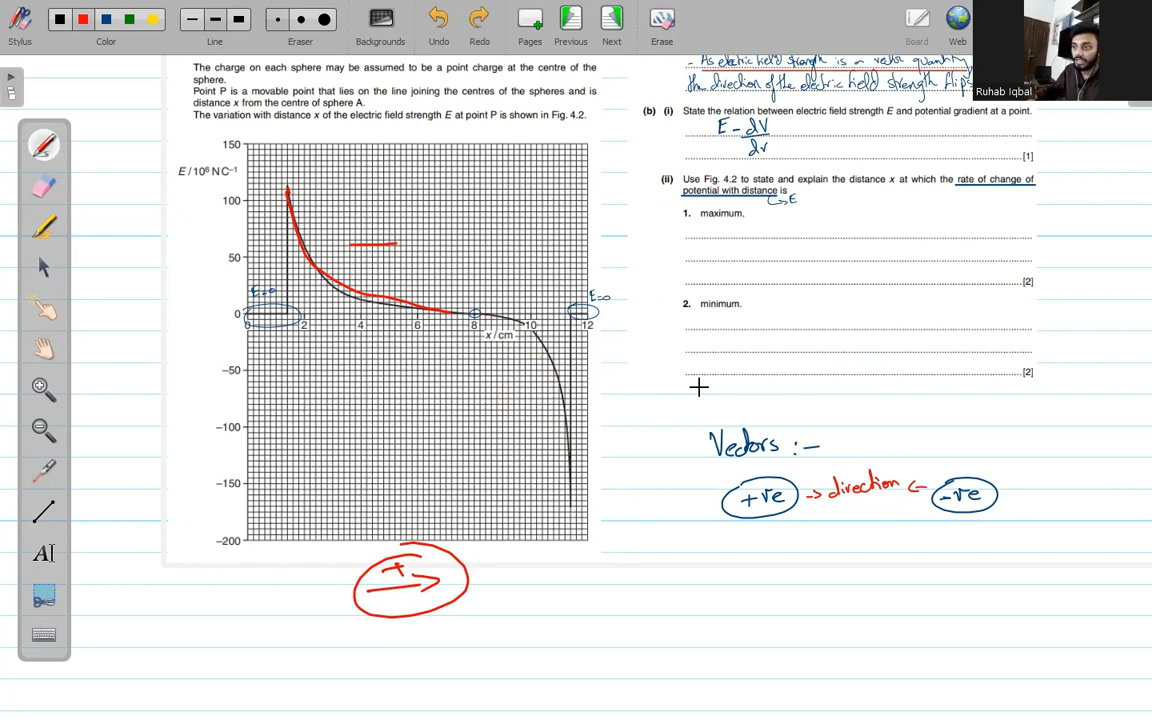 Stylus
Color
Line
Eraser
Backgrounds
Undo
Redo
Pages
Previous
Next
Erase
Board
Web
Ruhab Iqbal
The charge on each sphere may be assumed to be a point charge at the centre of the
sphere.
Point P is a movable point that lies on the line joining the centres of the spheres and is
distance x from the centre of sphere A.
The variation with distance x of the electric field strength E at point P is shown in Fig. 4.2.
150
E / 10⁶ N C⁻¹
100
50
E=0
E=0
0
0 2 4 6 8 10 12
x / cm
−50
−100
−150
−200
+
- As electric field strength is a vector quantity
the direction of the electric field strength flips
(b) (i) State the relation between electric field strength E and potential gradient at a point.
E - dV
dr
[1]
(ii) Use Fig. 4.2 to state and explain the distance x at which the rate of change of
potential with distance is
→E
1. maximum,
[2]
2. minimum.
[2]
Vectors :-
+ve → direction ← -ve
A